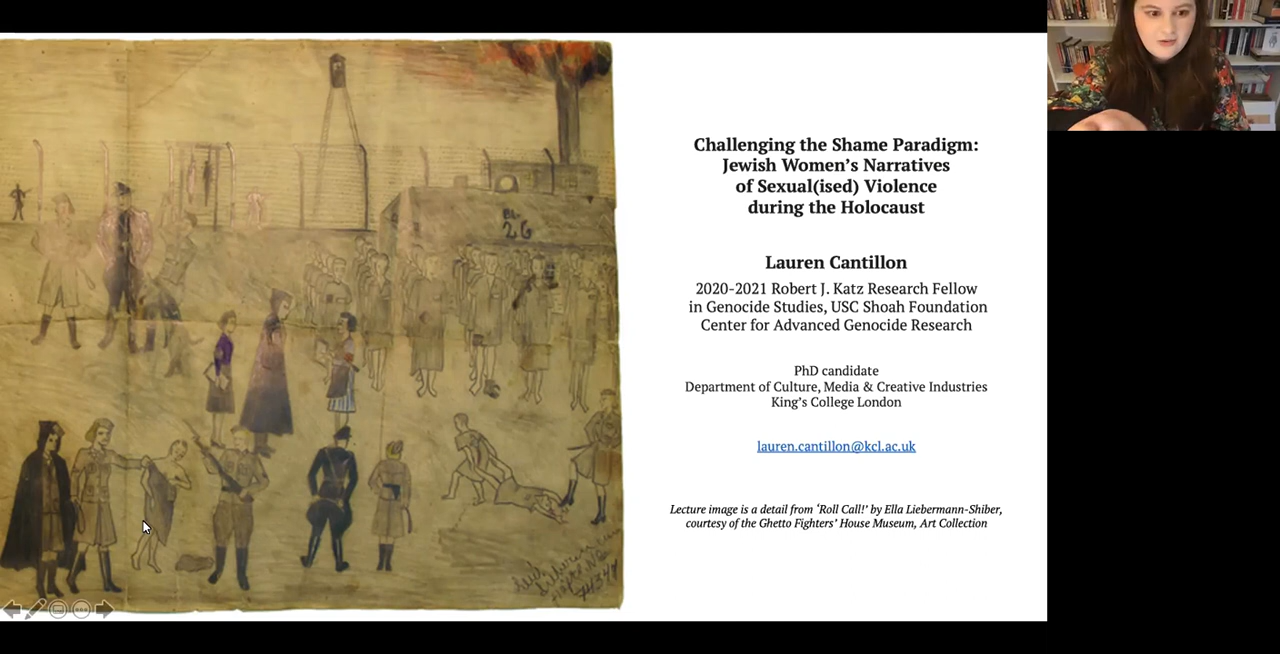 Challenging the Shame Paradigm:
Jewish Women's Narratives
of Sexual(ised) Violence
during the Holocaust
Lauren Cantillon
2020-2021 Robert J. Katz Research Fellow
in Genocide Studies, USC Shoah Foundation
Center for Advanced Genocide Research
PhD candidate
Department of Culture, Media & Creative Industries
King's College London
lauren.cantillon@kcl.ac.uk
Lecture image is a detail from 'Roll Call!' by Ella Liebermann-Shiber,
courtesy of the Ghetto Fighters' House Museum, Art Collection
BL.
26